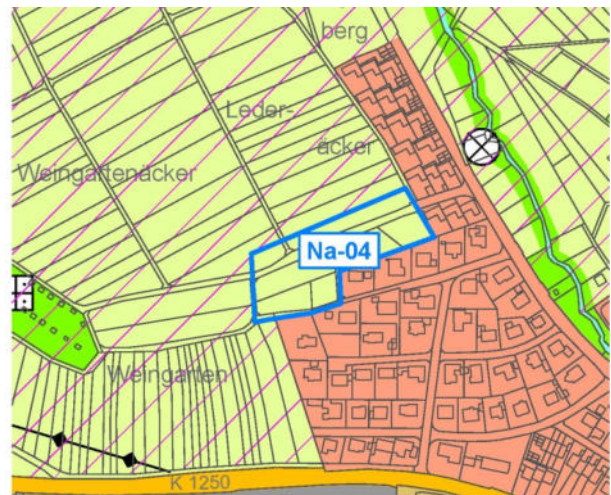 berg
Leder-
äcker
Weingartenäcker
Na-04
Weingarten
K 1250